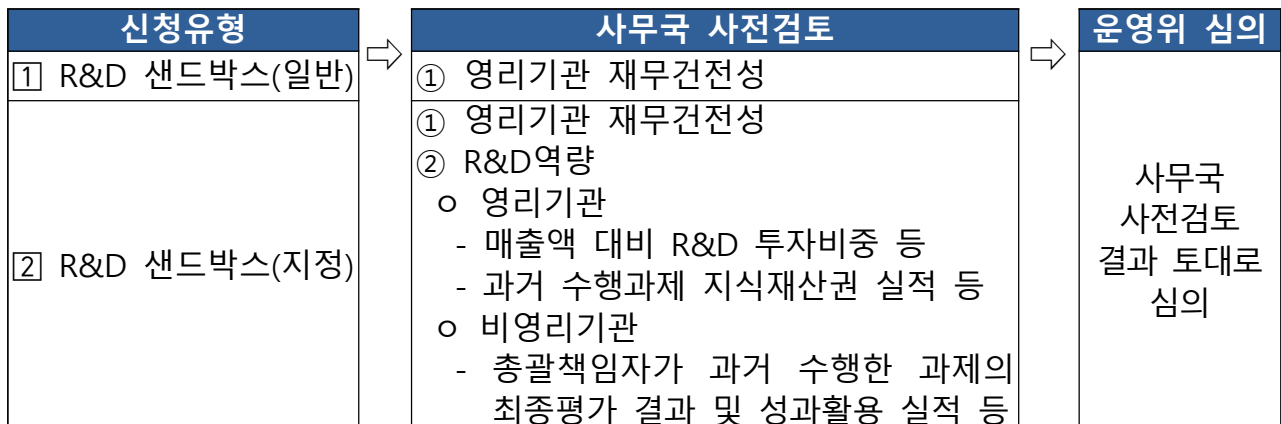 신청유형
사무국 사전검토
운영위 심의
⇨
⇨
1 R&D 샌드박스(일반)
① 영리기관 재무건전성
2 R&D 샌드박스(지정)
① 영리기관 재무건전성
② R&D역량
ㅇ 영리기관
- 매출액 대비 R&D 투자비중 등
- 과거 수행과제 지식재산권 실적 등
ㅇ 비영리기관
- 총괄책임자가 과거 수행한 과제의
최종평가 결과 및 성과활용 실적 등
사무국
사전검토
결과 토대로
심의